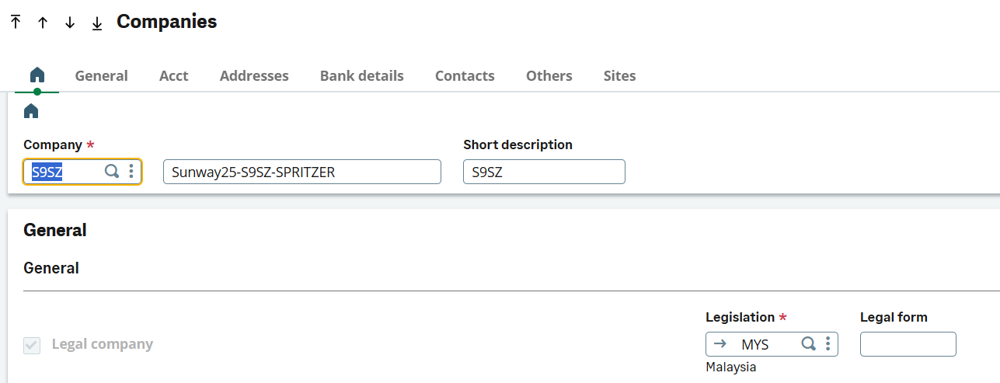 Companies
General Acct Addresses Bank details Contacts Others Sites
Company * Short description
S9SZ Sunway25-S9SZ-SPRITZER S9SZ
General
General
Legislation * Legal form
Legal company MYS
Malaysia